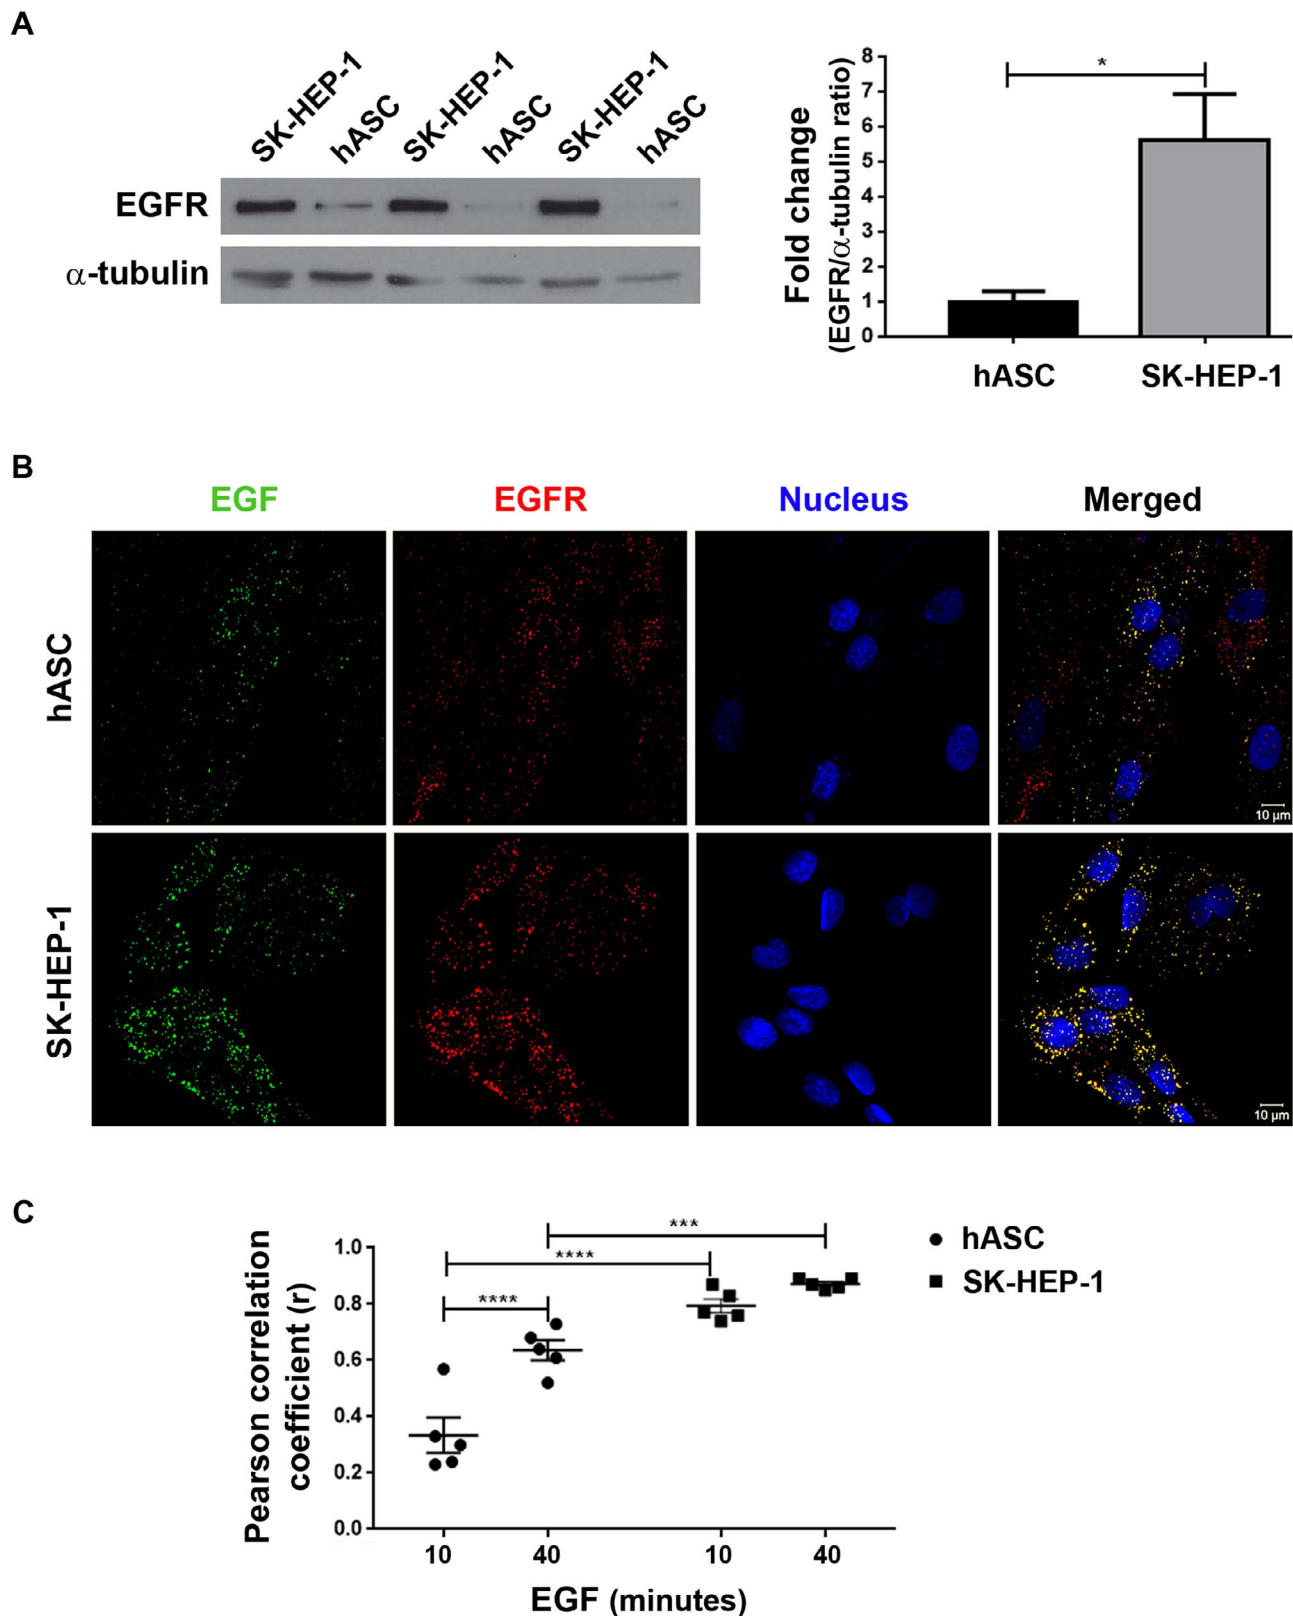 A
SK-HEP-1
hASC
SK-HEP-1
hASC
SK-HEP-1
hASC
EGFR
α-tubulin
Fold change
(EGFR/α-tubulin ratio)
8
7
6
5
4
3
2
1
0
*
hASC
SK-HEP-1
B
EGF
EGFR
Nucleus
Merged
hASC
10 µm
SK-HEP-1
10 µm
C
Pearson correlation
coefficient (r)
1.0
0.8
0.6
0.4
0.2
0.0
***
****
****
hASC
SK-HEP-1
10
40
10
40
EGF (minutes)